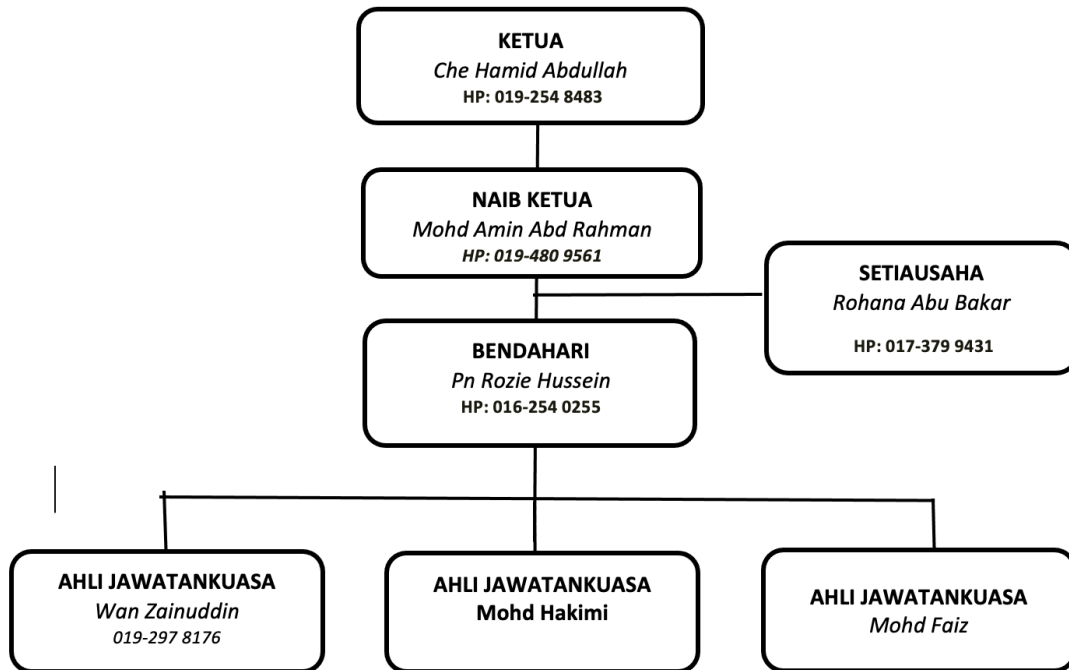 KETUA
Che Hamid Abdullah
HP: 019-254 8483
NAIB KETUA
Mohd Amin Abd Rahman
HP: 019-480 9561
SETIAUSAHA
Rohana Abu Bakar
HP: 017-379 9431
BENDAHARI
Pn Rozie Hussein
HP: 016-254 0255
AHLI JAWATANKUASA
Wan Zainuddin
019-297 8176
AHLI JAWATANKUASA
Mohd Hakimi
AHLI JAWATANKUASA
Mohd Faiz